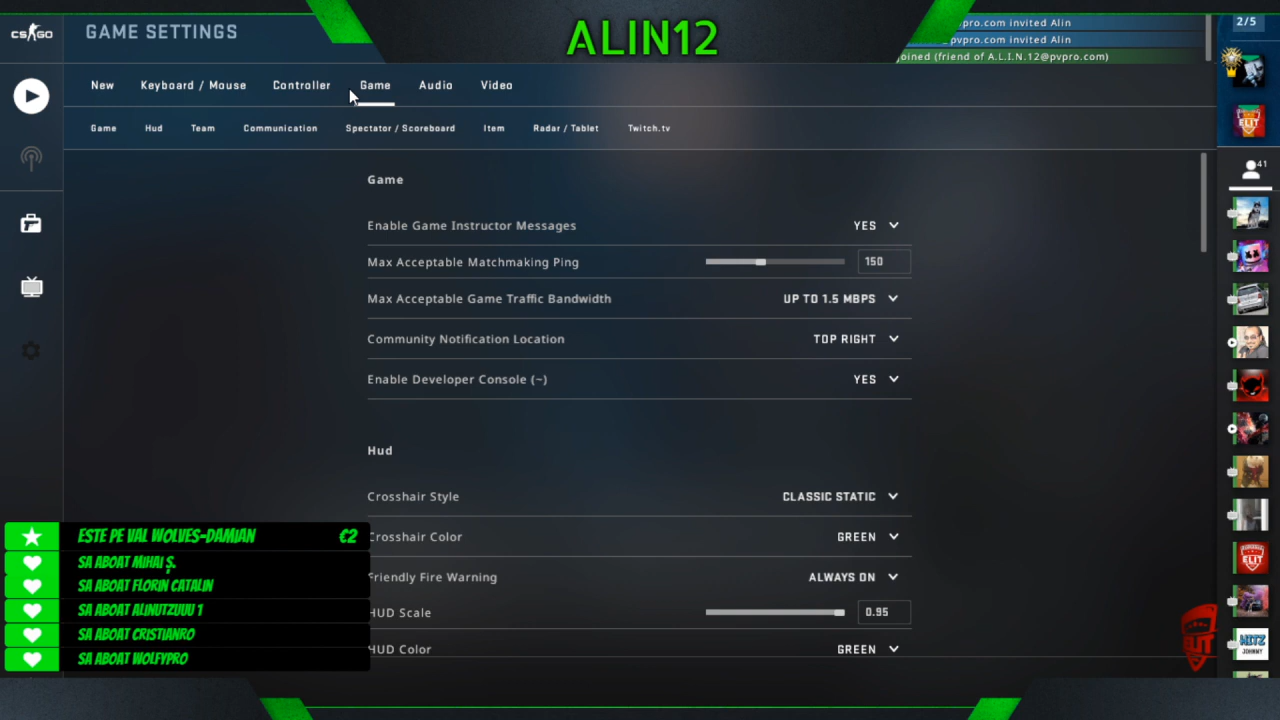 CS GO
GAME SETTINGS
ALIN12
pro.com invited Alin
pvpro.com invited Alin
joined (friend of A.L.I.N.12@pvpro.com)
2/5
New Keyboard / Mouse Controller Game Audio Video
Game Hud Team Communication Spectator / Scoreboard Item Radar / Tablet Twitch.tv
ELIT
41
Game
Enable Game Instructor Messages YES
Max Acceptable Matchmaking Ping 150
Max Acceptable Game Traffic Bandwidth UP TO 1.5 MBPS
Community Notification Location TOP RIGHT
Enable Developer Console (~) YES
Hud
Crosshair Style CLASSIC STATIC
Crosshair Color GREEN
Friendly Fire Warning ALWAYS ON
HUD Scale 0.95
HUD Color GREEN
ESTE PE VAL WOLVES-DAMIAN €2
SA ABOAT MIHAI Ș.
SA ABOAT FLORIN CATALIN
SA ABOAT ALINUTZUUU 1
SA ABOAT CRISTIANRO
SA ABOAT WOLFYPRO
ELIT
HITZ
JOHNNY